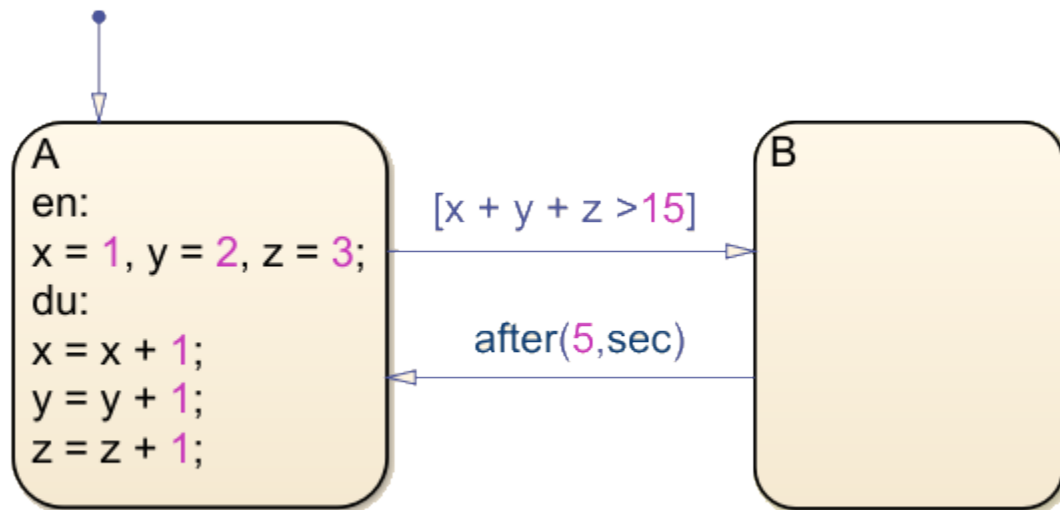 A
en:
x = 1, y = 2, z = 3;
du:
x = x + 1;
y = y + 1;
z = z + 1;
[x + y + z >15]
after(5,sec)
B